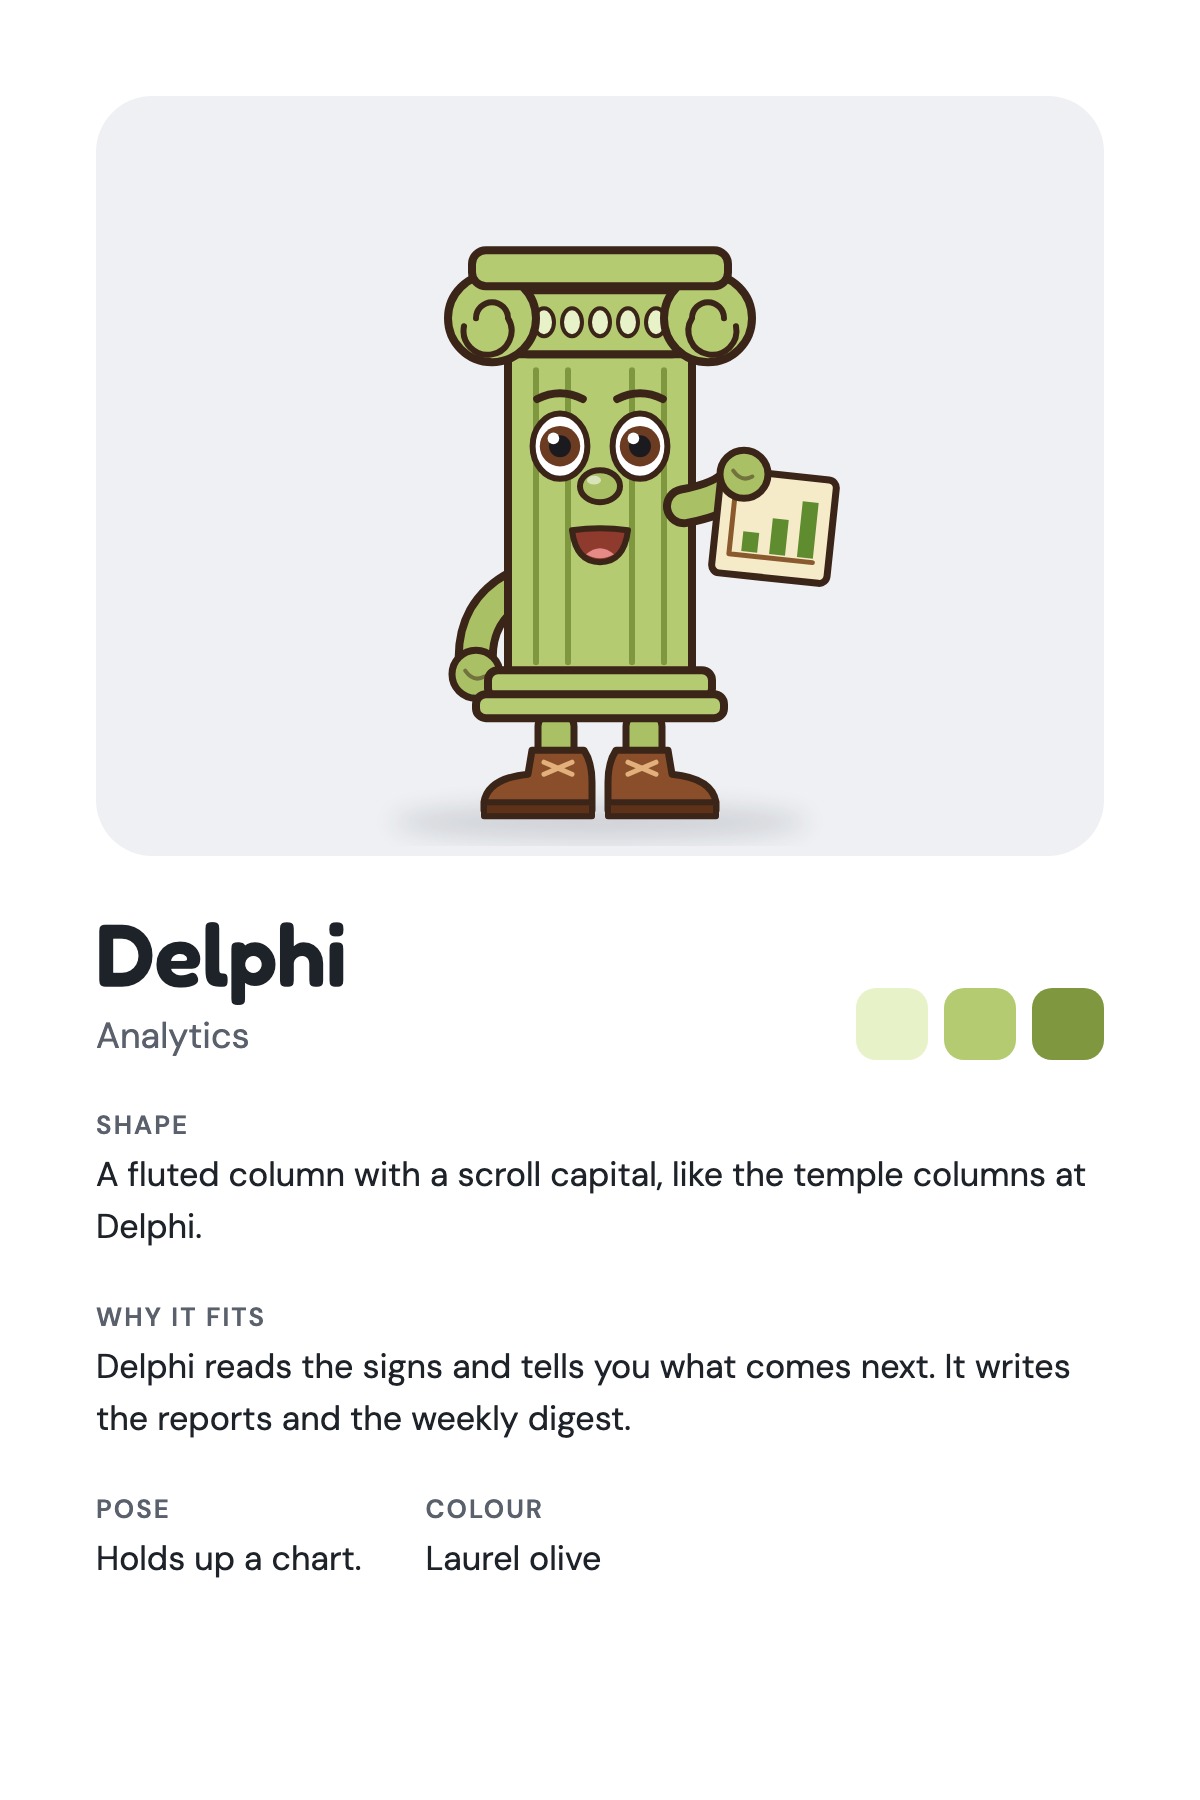 Delphi
Analytics
SHAPE
A fluted column with a scroll capital, like the temple columns at
Delphi.
WHY IT FITS
Delphi reads the signs and tells you what comes next. It writes
the reports and the weekly digest.
POSE
Holds up a chart.
COLOUR
Laurel olive